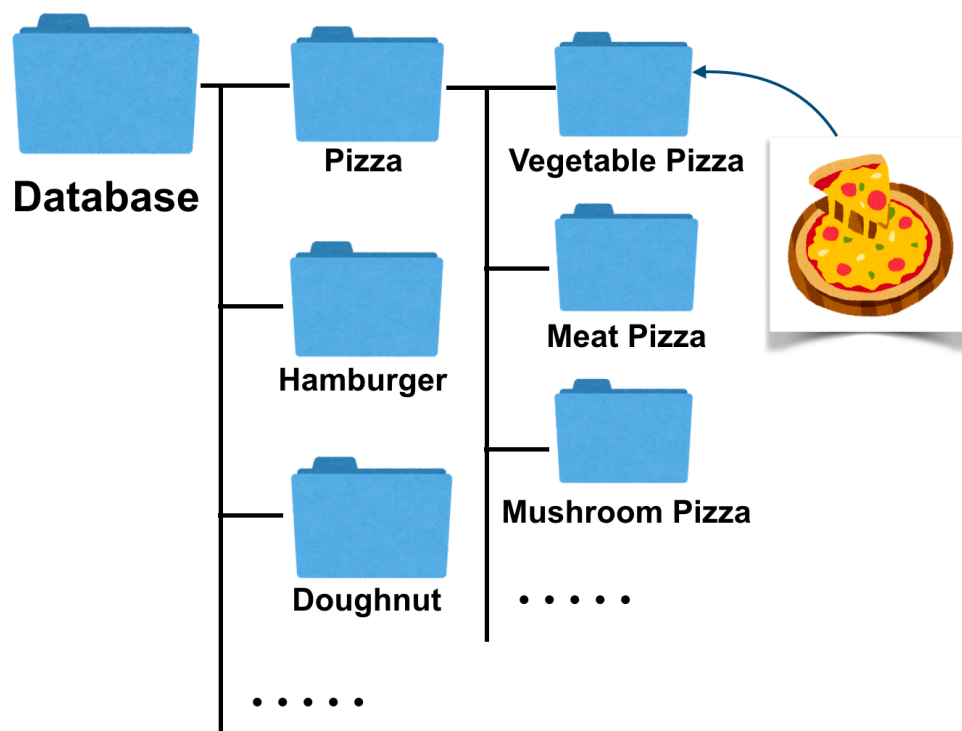 Database
Pizza
Hamburger
Doughnut
.....
Vegetable Pizza
Meat Pizza
Mushroom Pizza
.....